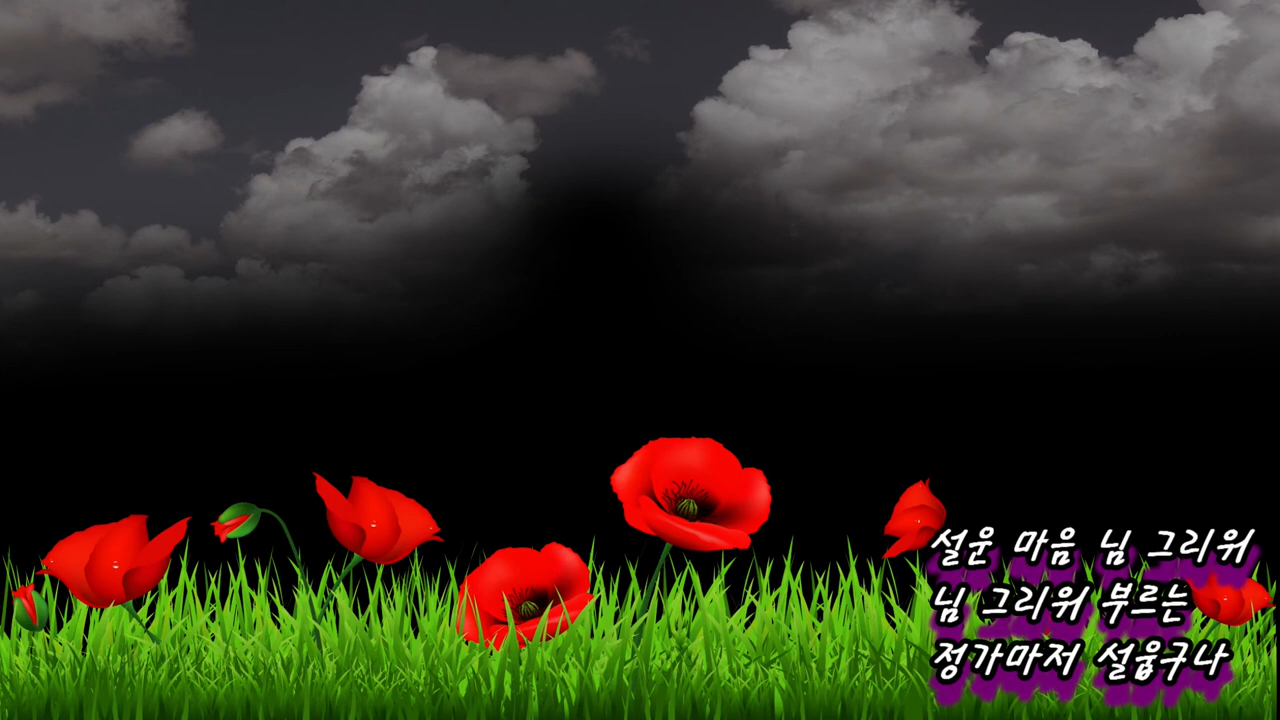 설운 마음 님 그리워
님 그리워 부르는
정가마저 설웁구나